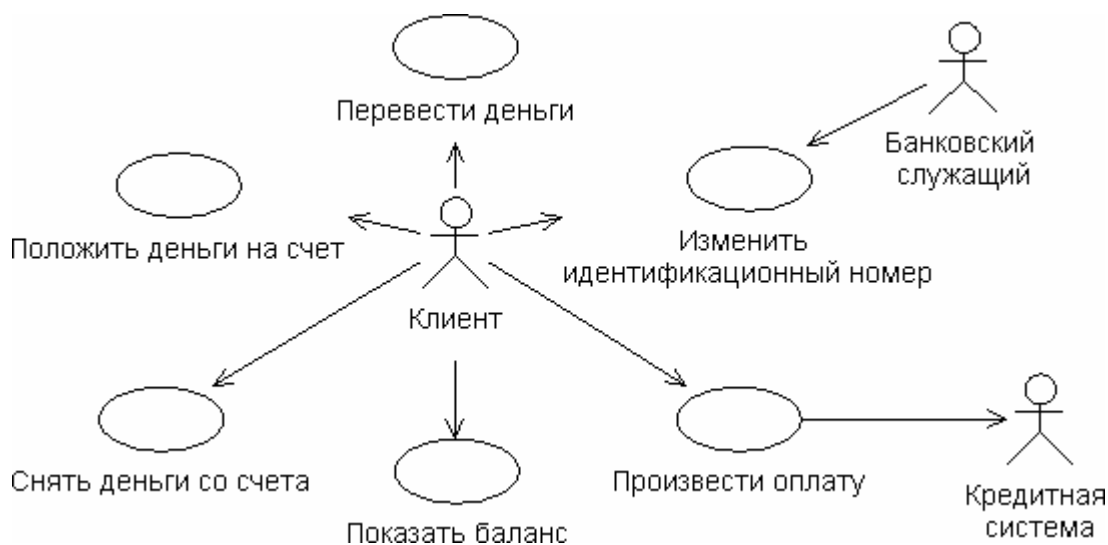 Перевести деньги
Банковский
служащий
Положить деньги на счет
Изменить
идентификационный номер
Клиент
Снять деньги со счета
Показать баланс
Произвести оплату
Кредитная
система